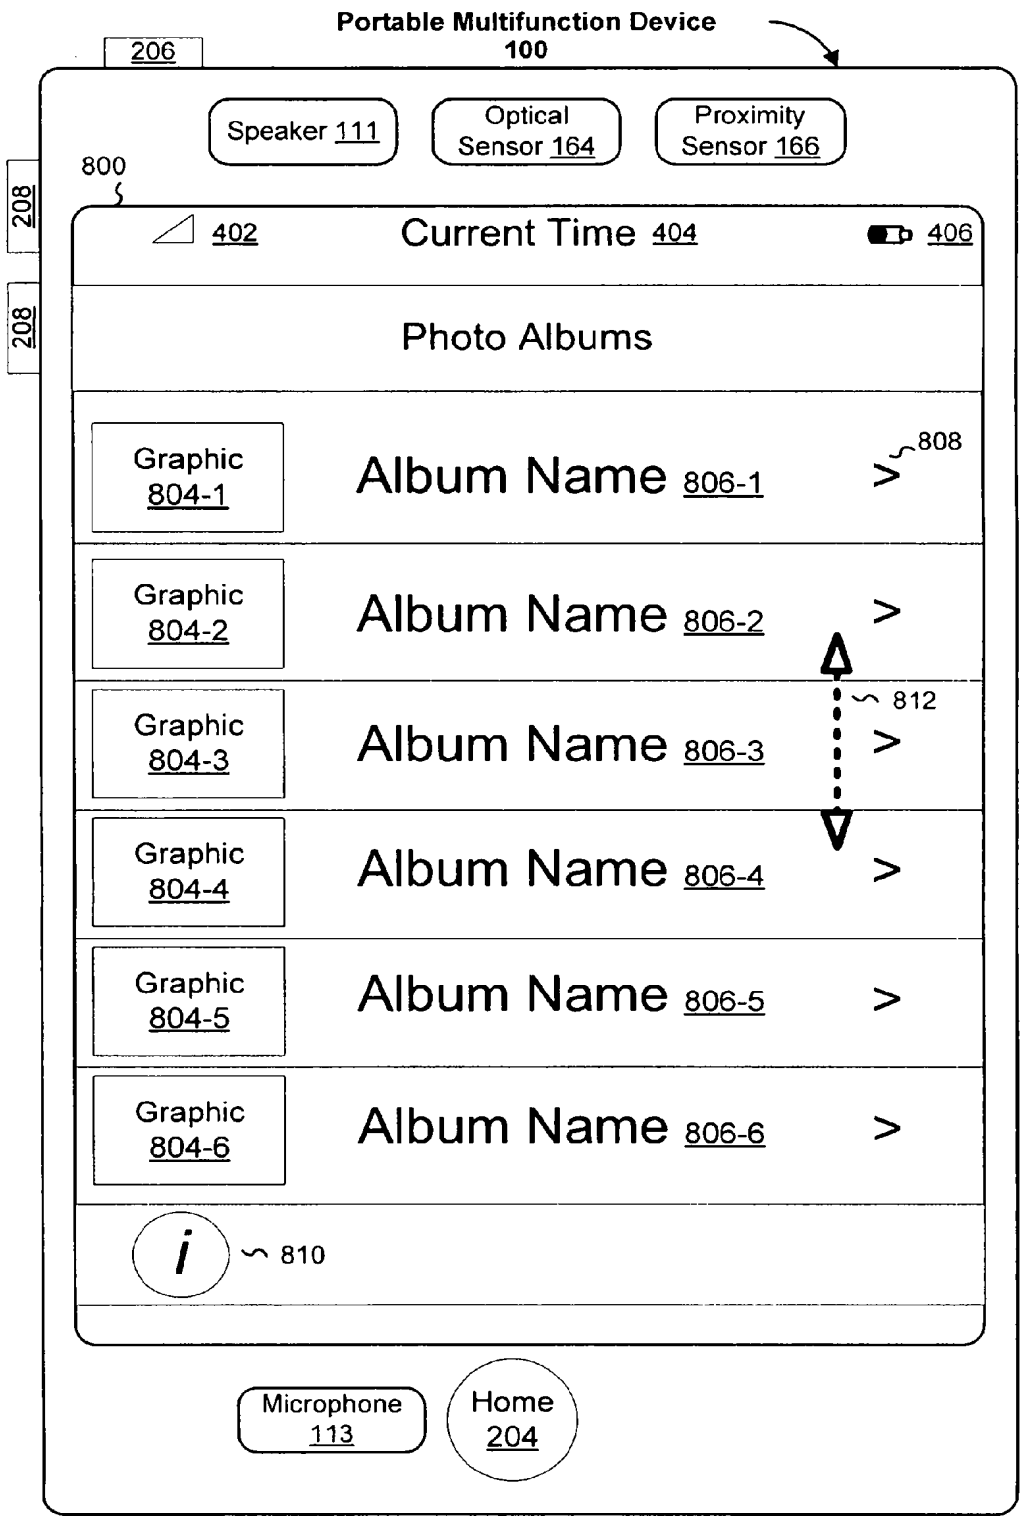 Portable Multifunction Device
100
206
Speaker 111
Optical
Sensor 164
Proximity
Sensor 166
800
208
402
Current Time 404
406
208
Photo Albums
Graphic
804-1
Album Name 806-1
>
808
Graphic
804-2
Album Name 806-2
>
812
Graphic
804-3
Album Name 806-3
>
Graphic
804-4
Album Name 806-4
>
Graphic
804-5
Album Name 806-5
>
Graphic
804-6
Album Name 806-6
>
i
810
Microphone
113
Home
204